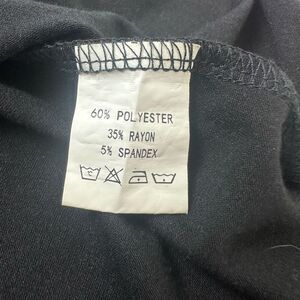 60% POLYESTER
35% RAYON
5% SPANDEX